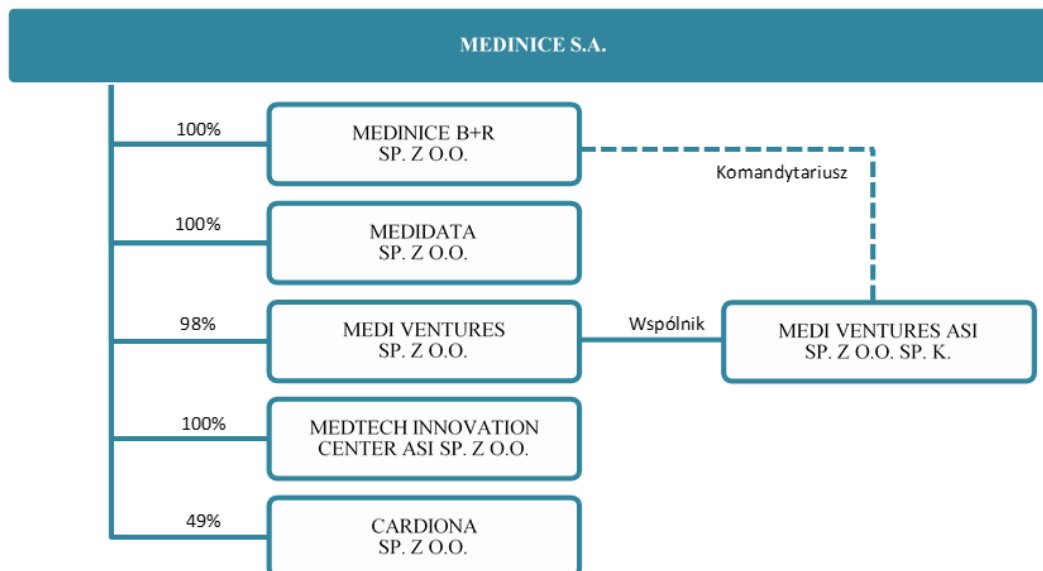 MEDINICE S.A.
100%
MEDINICE B+R
SP. Z O.O.
Komandytariusz
100%
MEDIDATA
SP. Z O.O.
98%
MEDI VENTURES
SP. Z O.O.
Wspólnik
MEDI VENTURES ASI
SP. Z O.O. SP. K.
100%
MEDTECH INNOVATION
CENTER ASI SP. Z O.O.
49%
CARDIONA
SP. Z O.O.